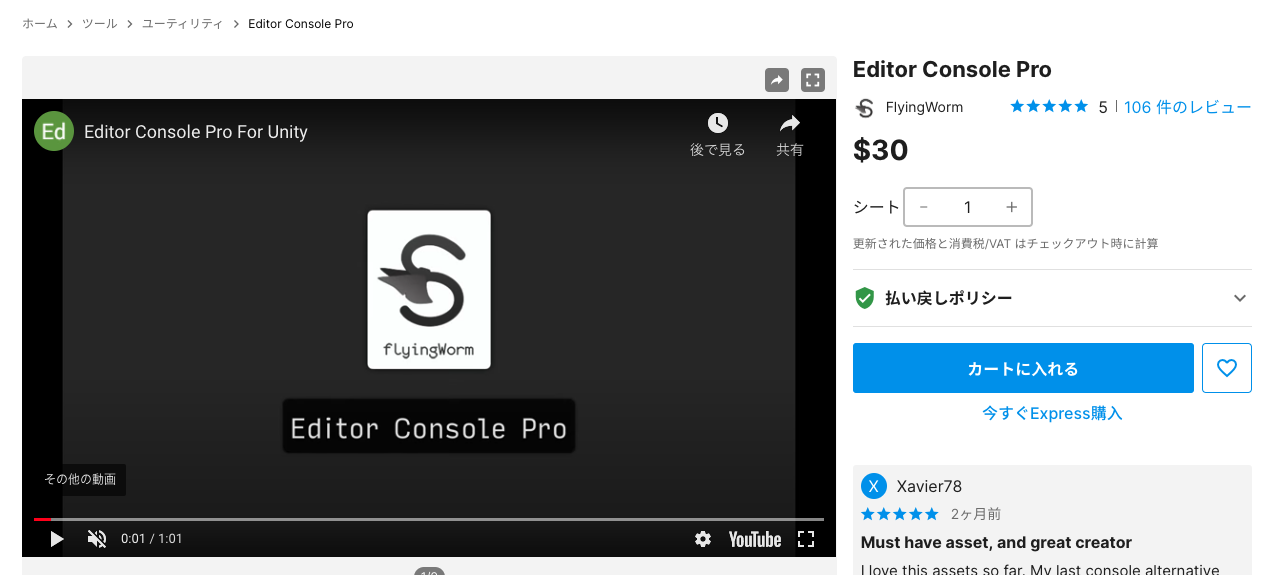 ホーム > ツール > ユーティリティ > Editor Console Pro
Ed Editor Console Pro For Unity
後で見る 共有
flyingWorm
Editor Console Pro
その他の動画
0:01 / 1:01
YouTube
Editor Console Pro
FlyingWorm 5 | 106 件のレビュー
$30
シート - 1 +
更新された価格と消費税/VAT はチェックアウト時に計算
払い戻しポリシー
カートに入れる
今すぐExpress購入
X Xavier78
2ヶ月前
Must have asset, and great creator
I love this assets so far. My last console alternative